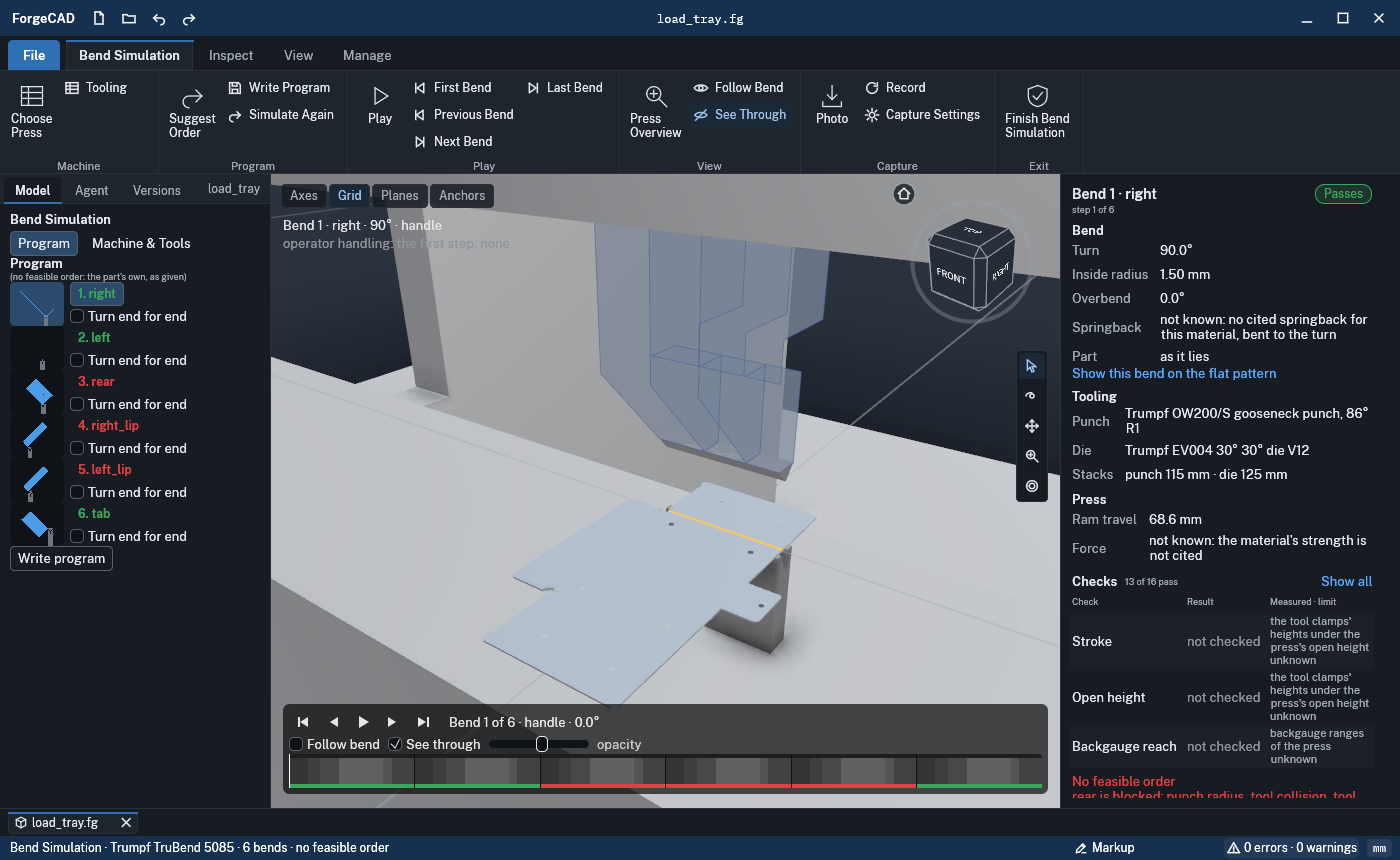 ForgeCAD
load_tray.fg
File
Bend Simulation
Inspect
View
Manage
Choose Press
Tooling
Machine
Suggest Order
Write Program
Simulate Again
Program
Play
First Bend
Previous Bend
Next Bend
Last Bend
Play
Press Overview
Follow Bend
See Through
View
Photo
Record
Capture Settings
Capture
Finish Bend Simulation
Exit
Model
Agent
Versions
load_tray
Bend Simulation
Program
Machine & Tools
Program
(no feasible order: the part's own, as given)
1. right
Turn end for end
2. left
Turn end for end
3. rear
Turn end for end
4. right_lip
Turn end for end
5. left_lip
Turn end for end
6. tab
Turn end for end
Write program
Axes
Grid
Planes
Anchors
Bend 1 · right · 90° · handle
operator handling: the first step, none
TOP
FRONT
RIGHT
Bend 1 of 6 · handle · 0.0°
Follow bend
See through
opacity
Bend 1 · right
Passes
step 1 of 6
Bend
Turn 90.0°
Inside radius 1.50 mm
Overbend 0.0°
Springback not known: no cited springback for this material, bent to the turn
Part as it lies
Show this bend on the flat pattern
Tooling
Punch Trumpf OW200/S gooseneck punch, 86° R1
Die Trumpf EV004 30° 30° die V12
Stacks punch 115 mm · die 125 mm
Press
Ram travel 68.6 mm
Force not known: the material's strength is not cited
Checks 13 of 16 pass Show all
Check Result Measured · limit
Stroke not checked the tool clamps' heights under the press's open height unknown
Open height not checked the tool clamps' heights under the press's open height unknown
Backgauge reach not checked backgauge ranges of the press unknown
No feasible order
rear is blocked: punch radius, tool collision, tool
load_tray.fg
Bend Simulation · Trumpf TruBend 5085 · 6 bends · no feasible order
Markup
0 errors · 0 warnings
mm